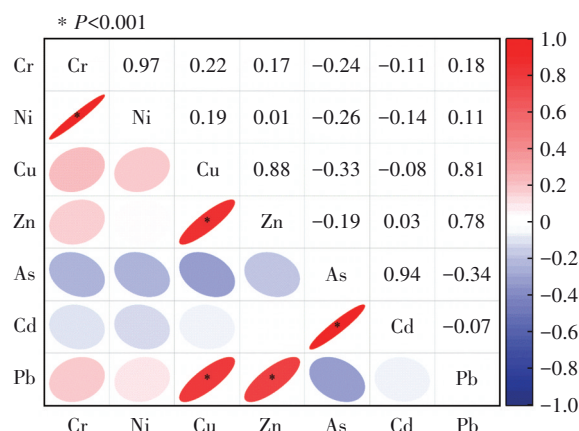 * P<0.001
Cr Cr 0.97 0.22 0.17 −0.24 −0.11 0.18
Ni * Ni 0.19 0.01 −0.26 −0.14 0.11
Cu Cu 0.88 −0.33 −0.08 0.81
Zn * Zn −0.19 0.03 0.78
As As 0.94 −0.34
Cd * Cd −0.07
Pb * * Pb
Cr Ni Cu Zn As Cd Pb
1.0
0.8
0.6
0.4
0.2
0
−0.2
−0.4
−0.6
−0.8
−1.0